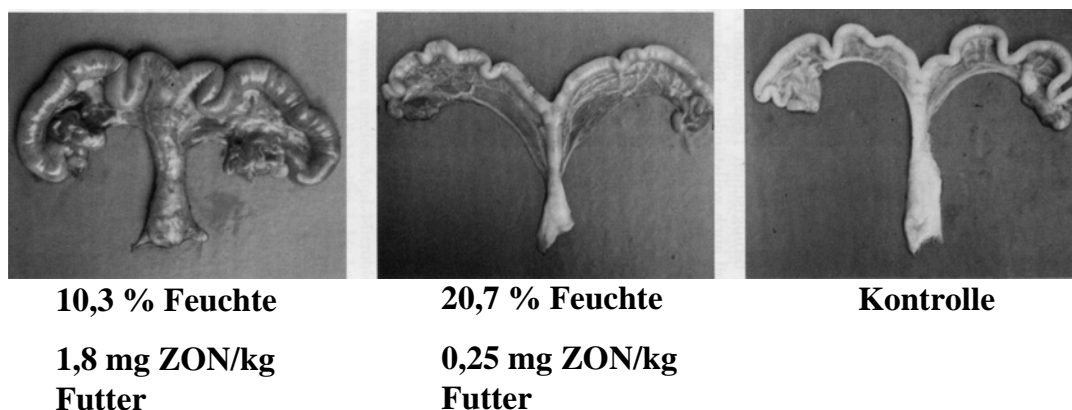 10,3 % Feuchte
1,8 mg ZON/kg
Futter
20,7 % Feuchte
0,25 mg ZON/kg
Futter
Kontrolle